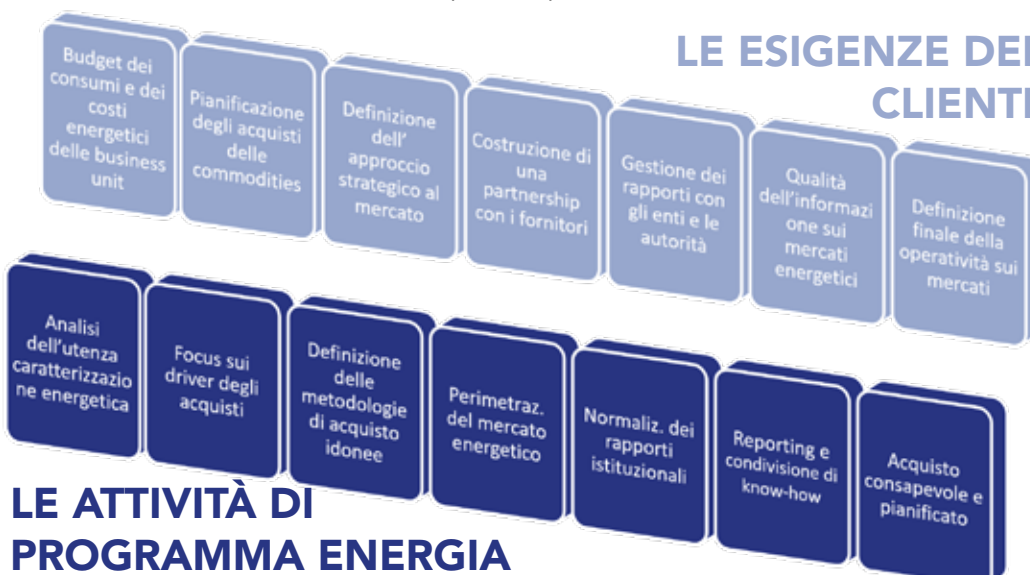 LE ESIGENZE DEI
CLIENTI
Budget dei
consumi e dei
costi
energetici
delle business
unit
Pianificazione
degli acquisti
delle
commodities
Definizione
dell'
approccio
strategico al
mercato
Costruzione di
una
partnership
con i fornitori
Gestione dei
rapporti con
gli enti e le
autorità
Qualità
dell'informazi
one sui
mercati
energetici
Definizione
finale della
operatività sui
mercati
Analisi
dell'utenza
caratterizzazio
ne energetica
Focus sui
driver degli
acquisti
Definizione
delle
metodologie
di acquisto
idonee
Perimetraz.
del mercato
energetico
Normaliz. dei
rapporti
istituzionali
Reporting e
condivisione di
know-how
Acquisto
consapevole e
pianificato
LE ATTIVITÀ DI
PROGRAMMA ENERGIA